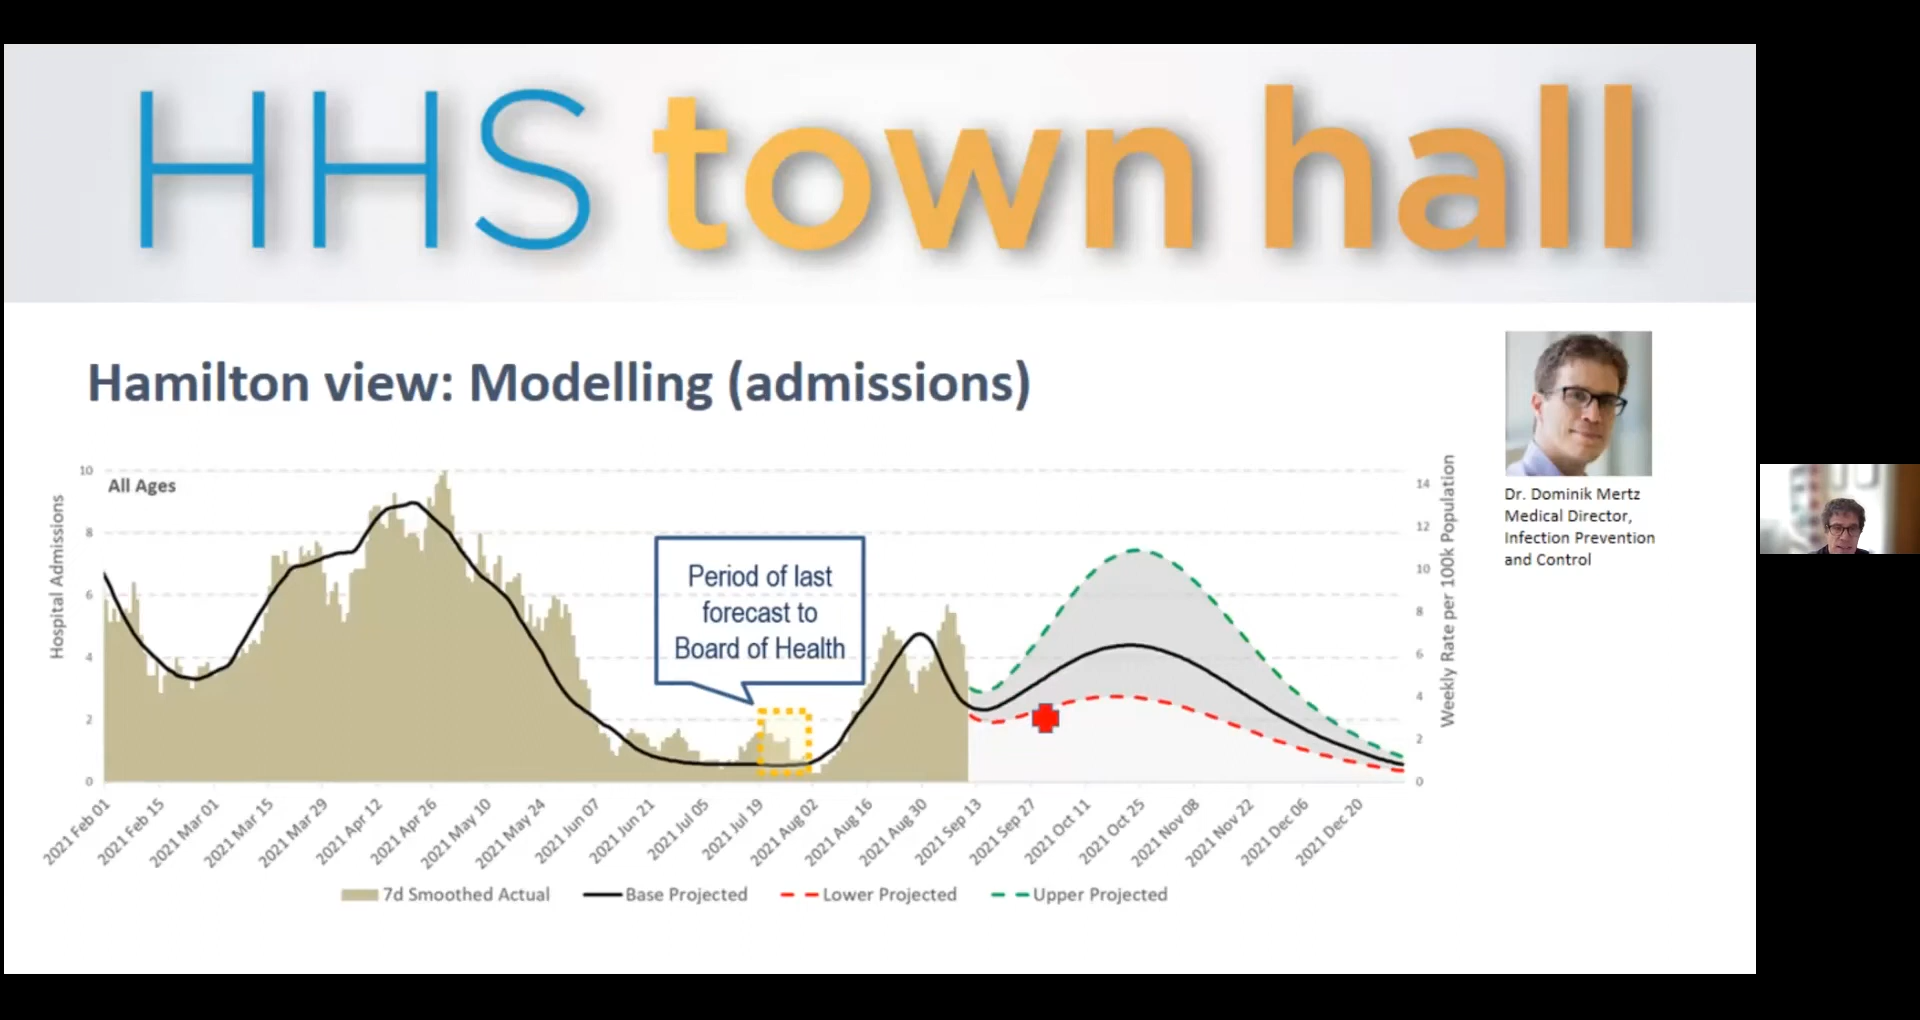 HHS town hall
Hamilton view: Modelling (admissions)
Dr. Dominik Mertz
Medical Director,
Infection Prevention
and Control
All Ages
Hospital Admissions
10
8
6
4
2
0
Period of last
forecast to
Board of Health
Weekly Rate per 100k Population
14
12
10
8
6
4
2
0
2021 Feb 01
2021 Feb 15
2021 Mar 01
2021 Mar 15
2021 Mar 29
2021 Apr 12
2021 Apr 26
2021 May 10
2021 May 24
2021 Jun 07
2021 Jun 21
2021 Jul 05
2021 Jul 19
2021 Aug 02
2021 Aug 16
2021 Aug 30
2021 Sep 13
2021 Sep 27
2021 Oct 11
2021 Oct 25
2021 Nov 08
2021 Nov 22
2021 Dec 06
2021 Dec 20
7d Smoothed Actual
Base Projected
Lower Projected
Upper Projected